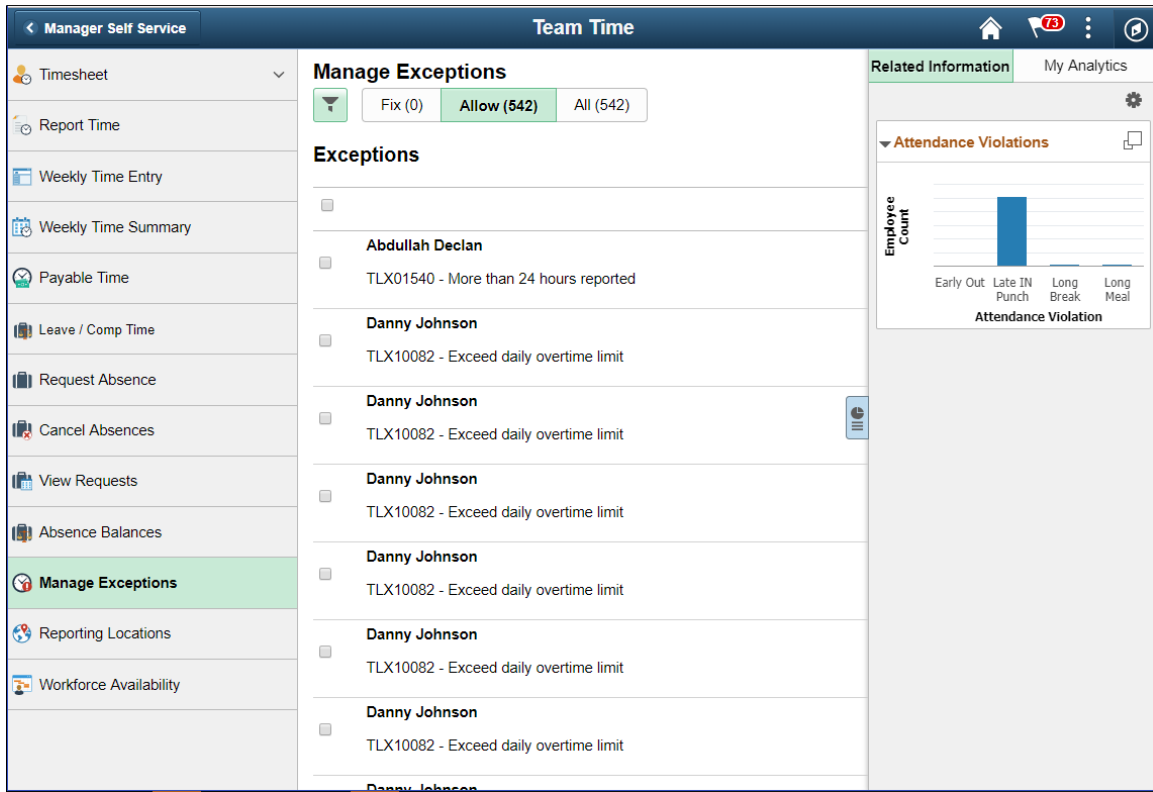 Manager Self Service
Team Time
73
Timesheet
Report Time
Weekly Time Entry
Weekly Time Summary
Payable Time
Leave / Comp Time
Request Absence
Cancel Absences
View Requests
Absence Balances
Manage Exceptions
Reporting Locations
Workforce Availability
Manage Exceptions
Fix (0)
Allow (542)
All (542)
Exceptions
Abdullah Declan
TLX01540 - More than 24 hours reported
Danny Johnson
TLX10082 - Exceed daily overtime limit
Danny Johnson
TLX10082 - Exceed daily overtime limit
Danny Johnson
TLX10082 - Exceed daily overtime limit
Danny Johnson
TLX10082 - Exceed daily overtime limit
Danny Johnson
TLX10082 - Exceed daily overtime limit
Danny Johnson
TLX10082 - Exceed daily overtime limit
Danny Johnson
Related Information
My Analytics
Attendance Violations
Employee
Count
Early Out
Late IN
Punch
Long
Break
Long
Meal
Attendance Violation